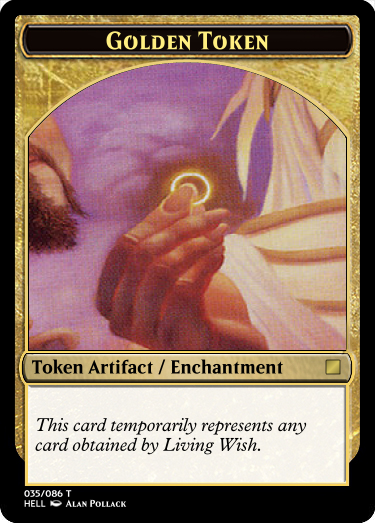 GOLDEN TOKEN
Token Artifact / Enchantment
This card temporarily represents any
card obtained by Living Wish.
035/086 T
HELL ALAN POLLACK